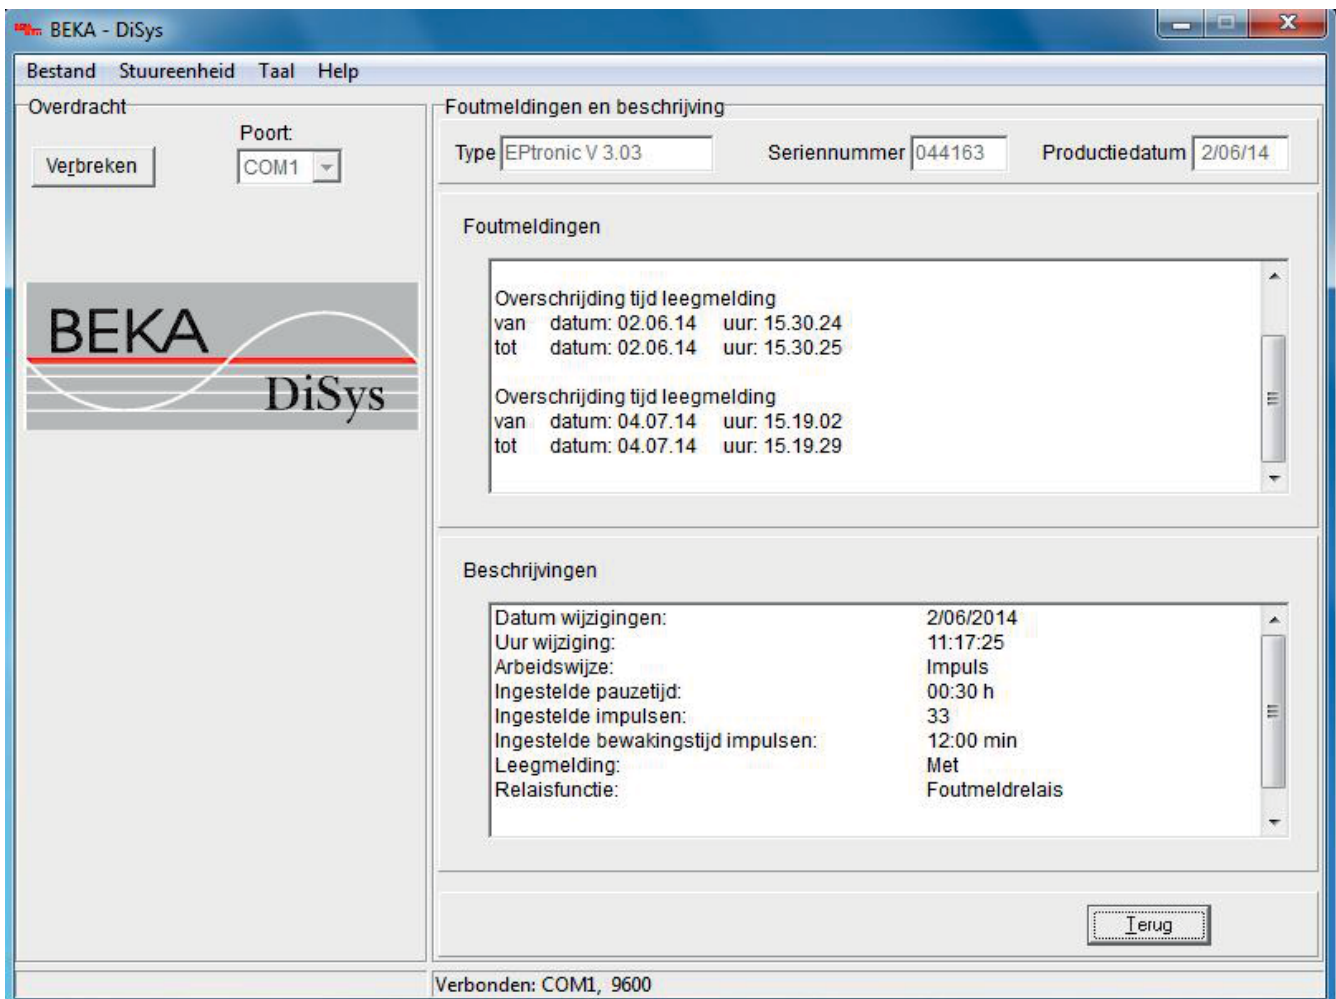 BEKA - DiSys
Bestand Stuureenheid Taal Help
Overdracht
Poort:
Verbreken COM1
BEKA
DiSys
Foutmeldingen en beschrijving
Type EPtronic V 3.03 Seriennummer 044163 Productiedatum 2/06/14
Foutmeldingen
Overschrijding tijd leegmelding
van datum: 02.06.14 uur: 15.30.24
tot datum: 02.06.14 uur: 15.30.25
Overschrijding tijd leegmelding
van datum: 04.07.14 uur: 15.19.02
tot datum: 04.07.14 uur: 15.19.29
Beschrijvingen
Datum wijzigingen: 2/06/2014
Uur wijziging: 11:17:25
Arbeidswijze: Impuls
Ingestelde pauzetijd: 00:30 h
Ingestelde impulsen: 33
Ingestelde bewakingstijd impulsen: 12:00 min
Leegmelding: Met
Relaisfunctie: Foutmeldrelais
Terug
Verbonden: COM1, 9600